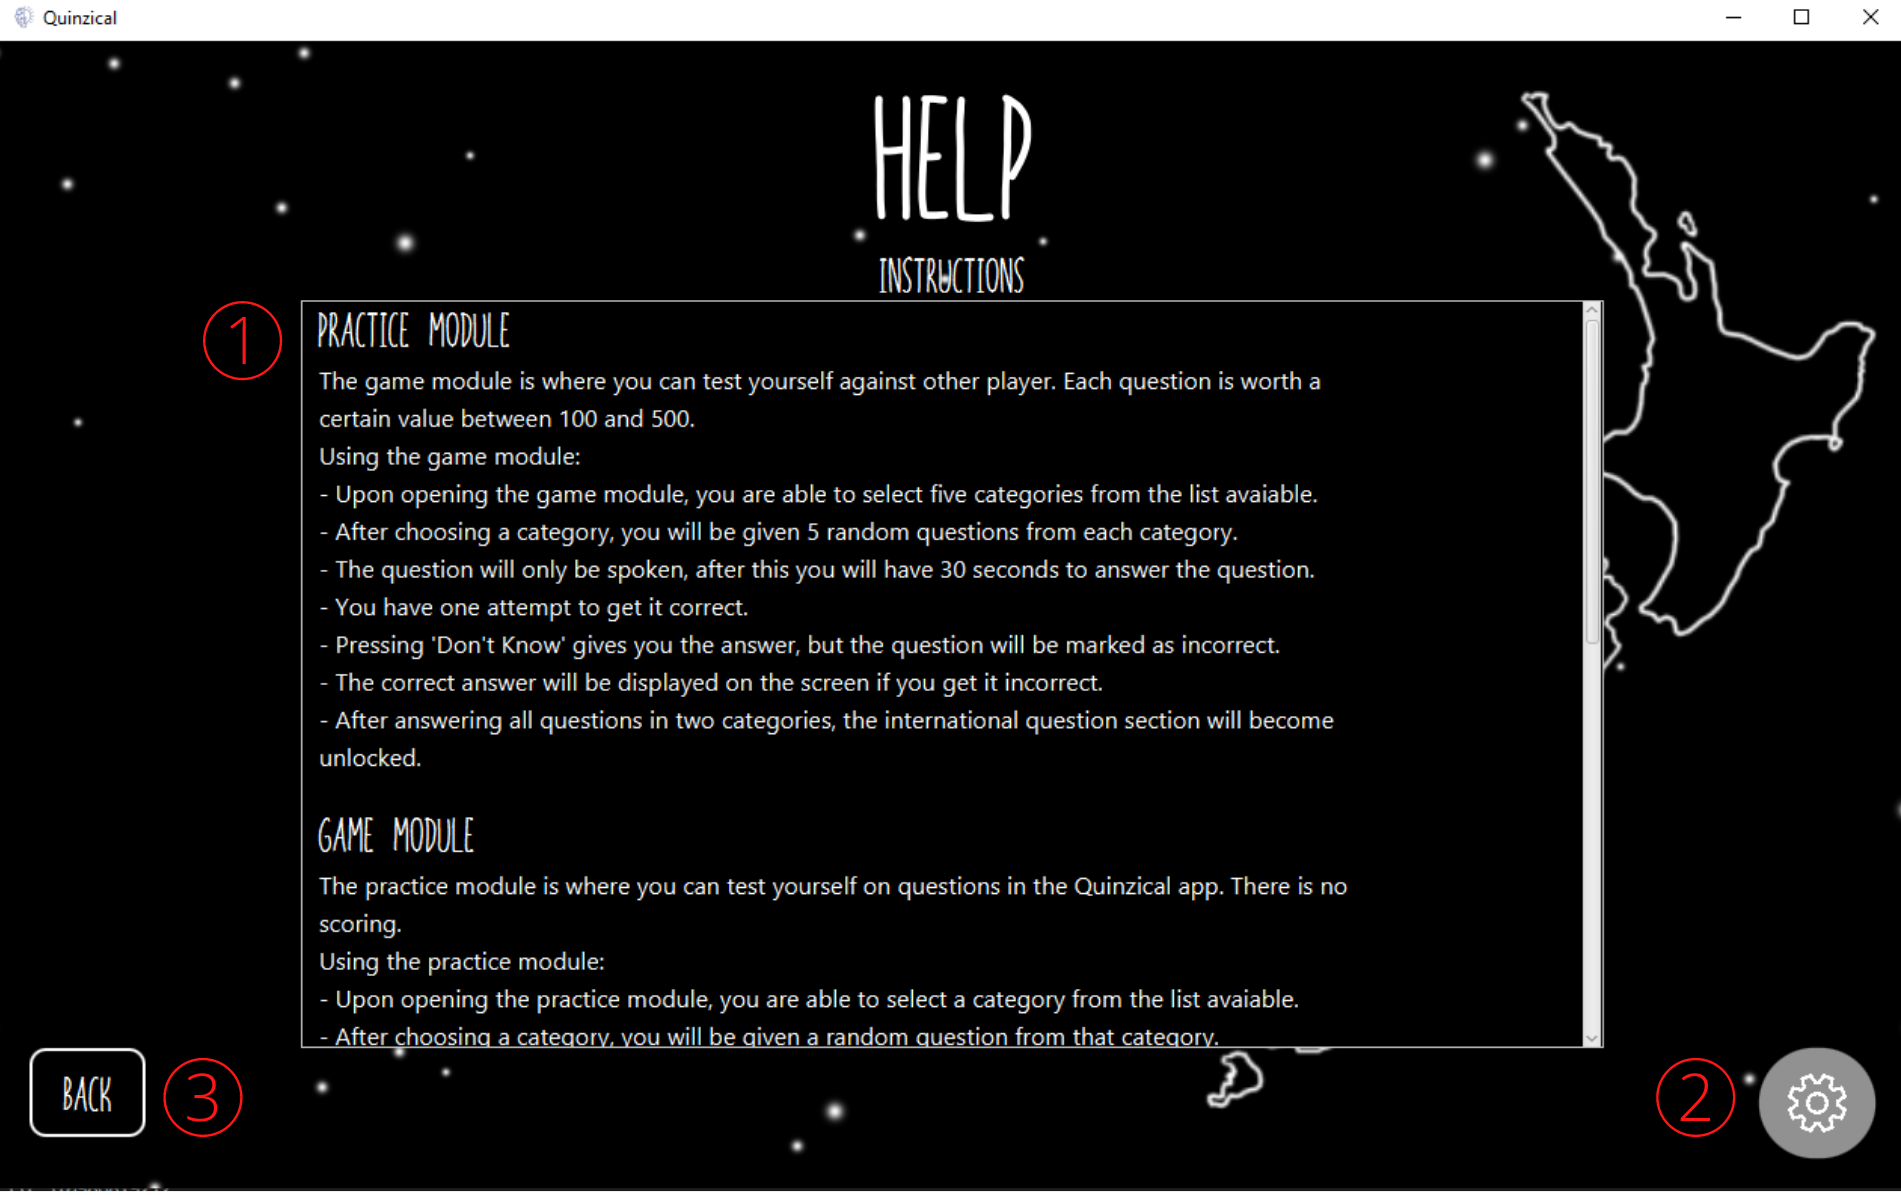 Quinzical
HELP
INSTRUCTIONS
1
PRACTICE MODULE
The game module is where you can test yourself against other player. Each question is worth a
certain value between 100 and 500.
Using the game module:
- Upon opening the game module, you are able to select five categories from the list avaiable.
- After choosing a category, you will be given 5 random questions from each category.
- The question will only be spoken, after this you will have 30 seconds to answer the question.
- You have one attempt to get it correct.
- Pressing 'Don't Know' gives you the answer, but the question will be marked as incorrect.
- The correct answer will be displayed on the screen if you get it incorrect.
- After answering all questions in two categories, the international question section will become
unlocked.
GAME MODULE
The practice module is where you can test yourself on questions in the Quinzical app. There is no
scoring.
Using the practice module:
- Upon opening the practice module, you are able to select a category from the list avaiable.
- After choosing a category, you will be given a random question from that category.
BACK
3
2